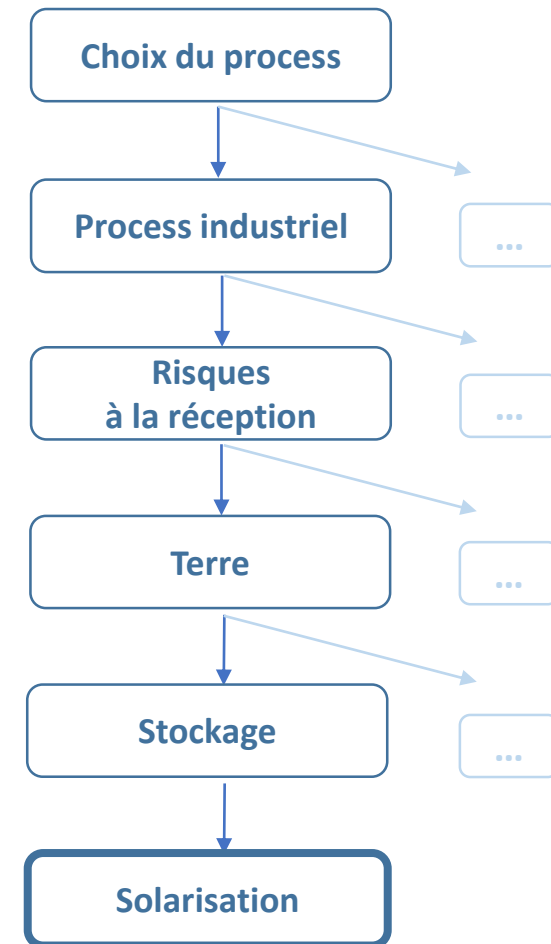 Choix du process
Process industriel
...
Risques
à la réception
...
Terre
...
Stockage
...
Solarisation